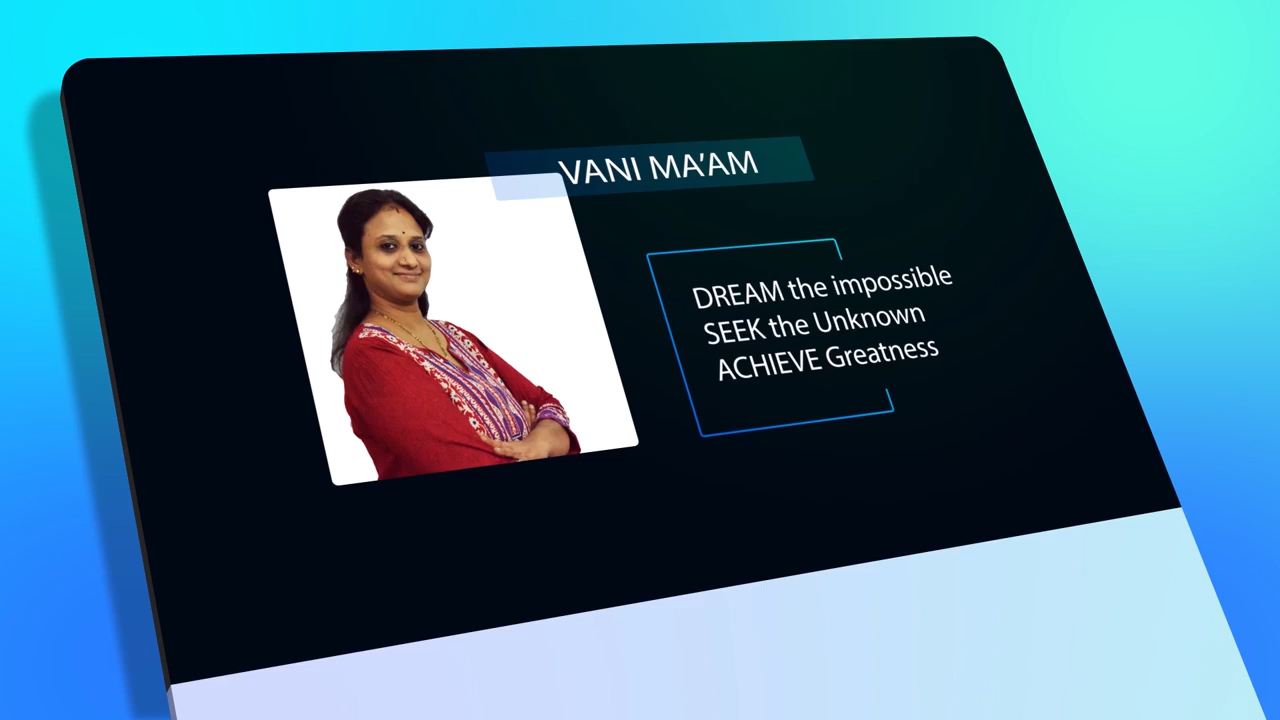 VANI MA’AM
DREAM the impossible
SEEK the Unknown
ACHIEVE Greatness